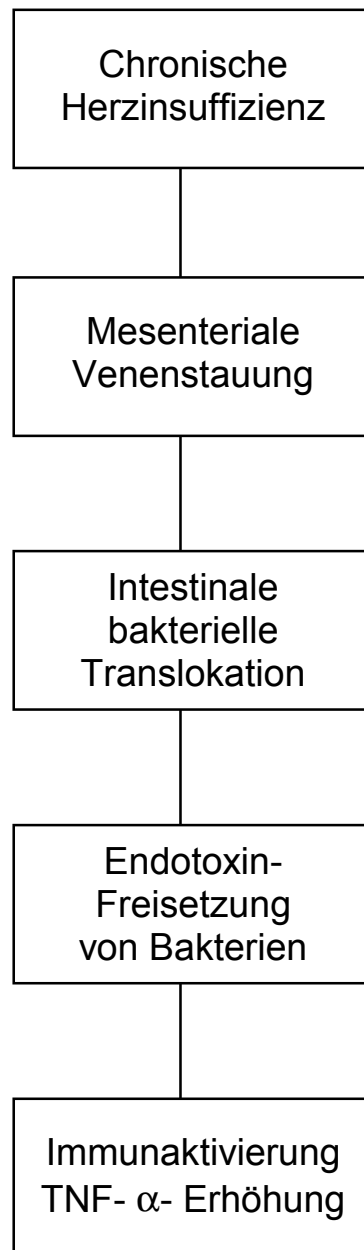 Chronische
Herzinsuffizienz
Mesenteriale
Venenstauung
Intestinale
bakterielle
Translokation
Endotoxin-
Freisetzung
von Bakterien
Immunaktivierung
TNF- α- Erhöhung